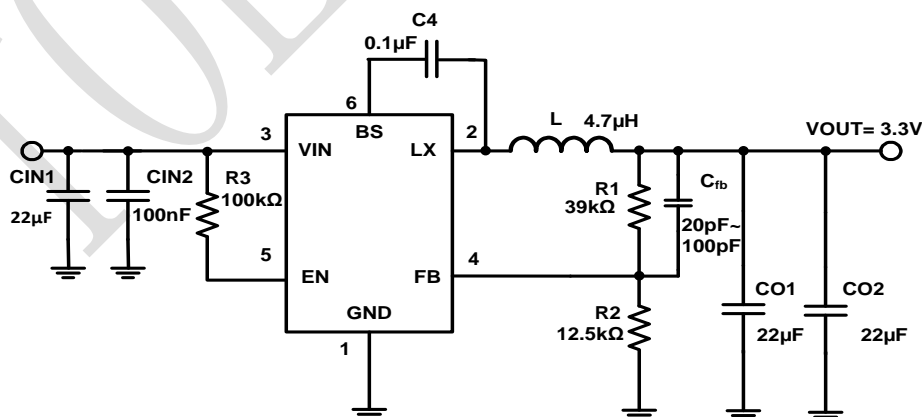 C4
0.1µF
6
BS
3
VIN
2
LX
L 4.7µH
VOUT= 3.3V
CIN1
22µF
CIN2
100nF
R3
100kΩ
5
EN
R1
39kΩ
Cfb
20pF~
100pF
4
FB
GND
1
R2
12.5kΩ
CO1
22µF
CO2
22µF